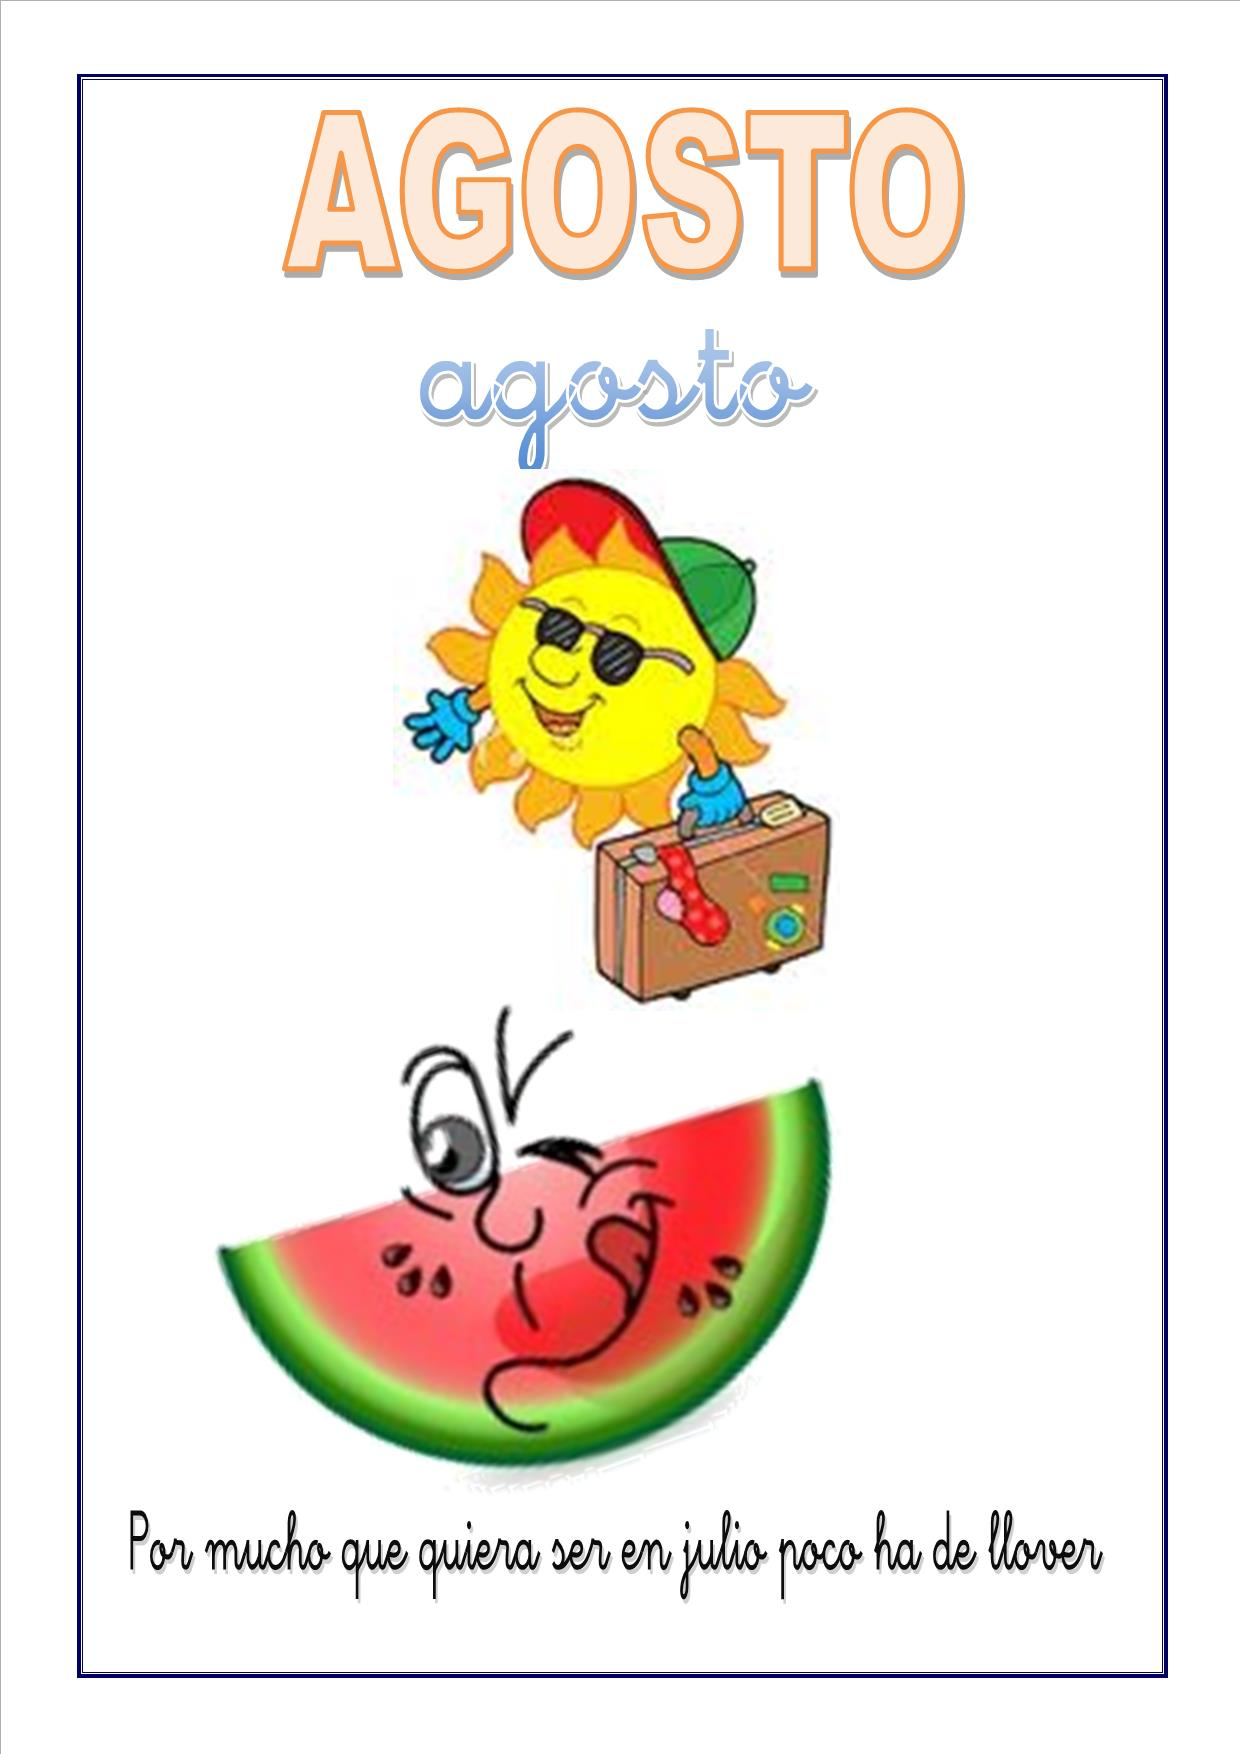 AGOSTO
agosto
Por mucho que quiera ser en julio poco ha de llover